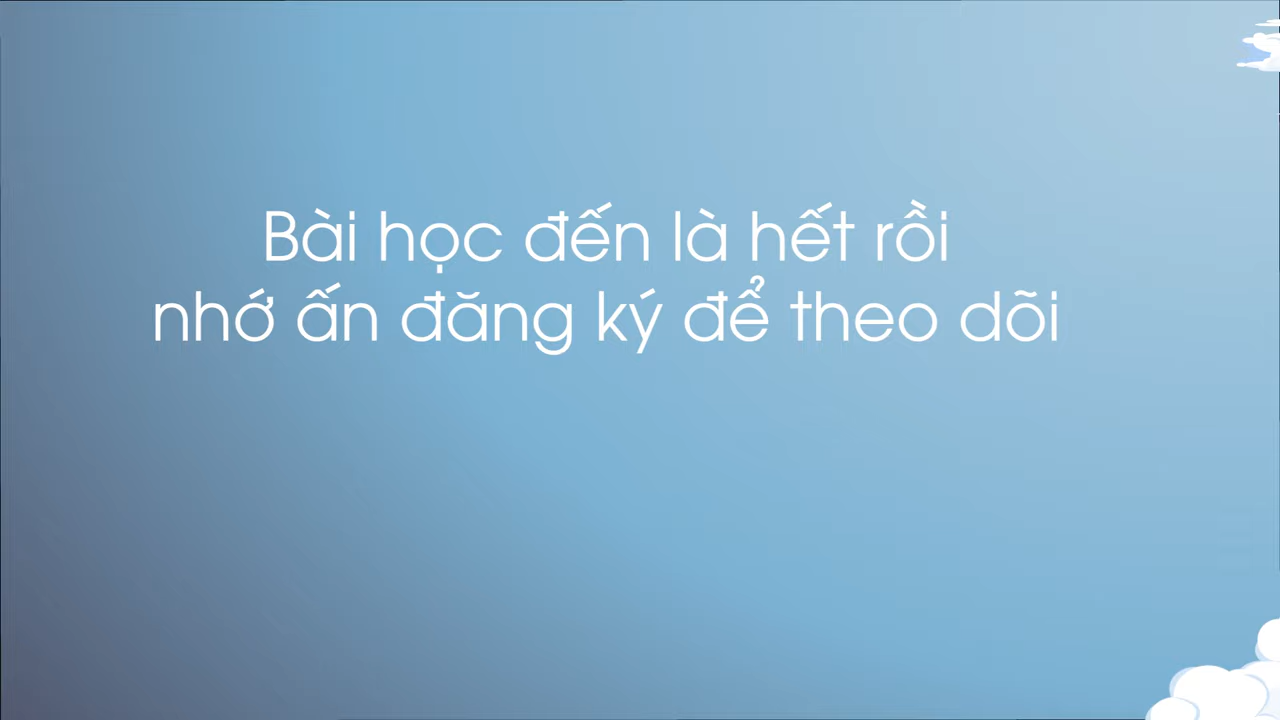 Bài học đến là hết rồi
nhớ ấn đăng ký để theo dõi